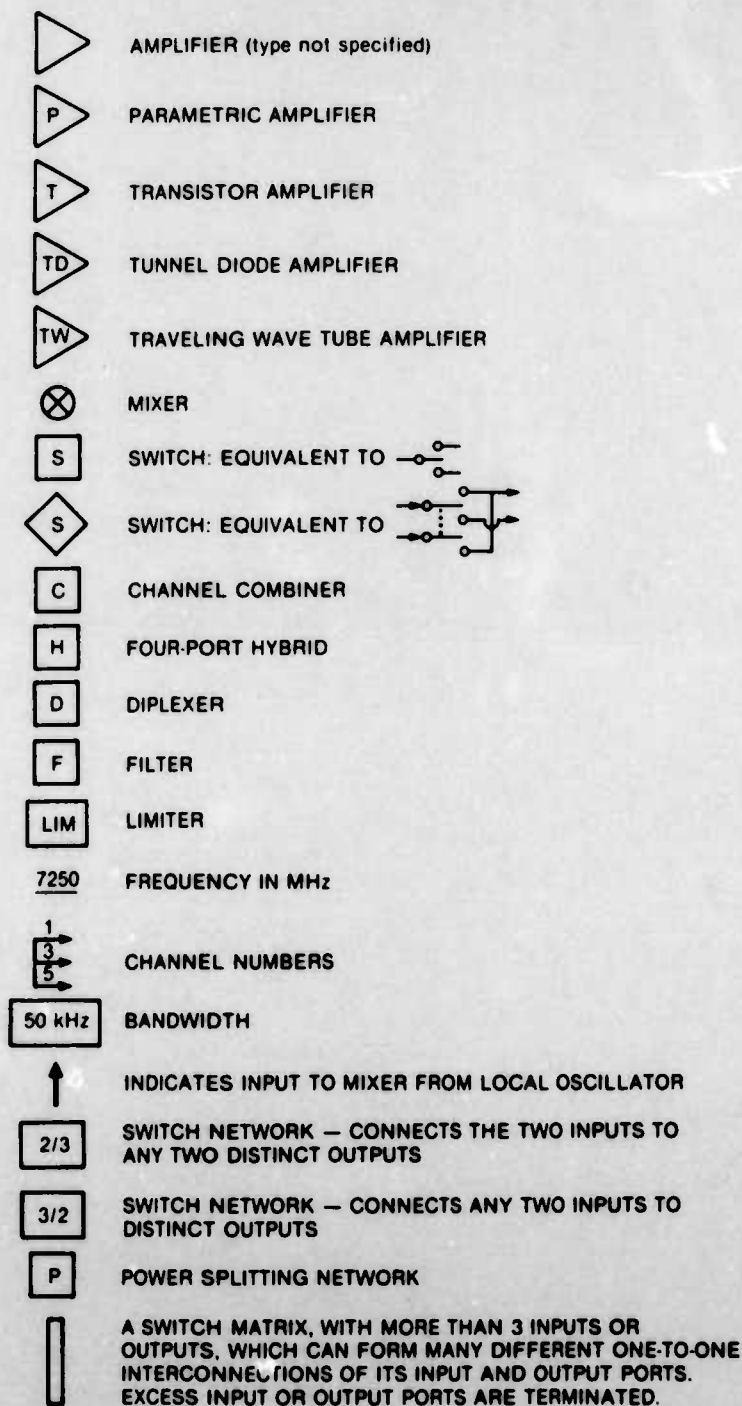 AMPLIFIER (type not specified)
P PARAMETRIC AMPLIFIER
T TRANSISTOR AMPLIFIER
TD TUNNEL DIODE AMPLIFIER
TW TRAVELING WAVE TUBE AMPLIFIER
MIXER
S SWITCH: EQUIVALENT TO
S SWITCH: EQUIVALENT TO
C CHANNEL COMBINER
H FOUR-PORT HYBRID
D DIPLEXER
F FILTER
LIM LIMITER
7250 FREQUENCY IN MHz
1
3
5
CHANNEL NUMBERS
50 kHz BANDWIDTH
INDICATES INPUT TO MIXER FROM LOCAL OSCILLATOR
2/3 SWITCH NETWORK — CONNECTS THE TWO INPUTS TO
ANY TWO DISTINCT OUTPUTS
3/2 SWITCH NETWORK — CONNECTS ANY TWO INPUTS TO
DISTINCT OUTPUTS
P POWER SPLITTING NETWORK
A SWITCH MATRIX, WITH MORE THAN 3 INPUTS OR
OUTPUTS, WHICH CAN FORM MANY DIFFERENT ONE-TO-ONE
INTERCONNECTIONS OF ITS INPUT AND OUTPUT PORTS.
EXCESS INPUT OR OUTPUT PORTS ARE TERMINATED.